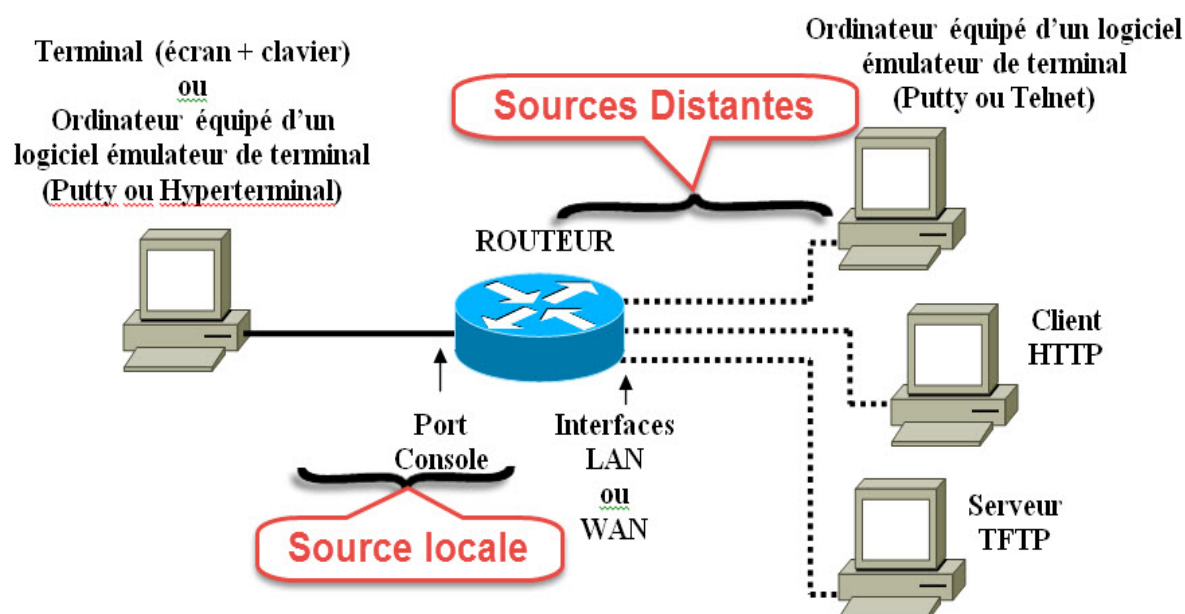 Terminal (écran + clavier)
ou
Ordinateur équipé d’un
logiciel émulateur de terminal
(Putty ou Hyperterminal)
Ordinateur équipé d’un logiciel
émulateur de terminal
(Putty ou Telnet)
Sources Distantes
ROUTEUR
Client
HTTP
Port
Console
Interfaces
LAN
ou
WAN
Source locale
Serveur
TFTP